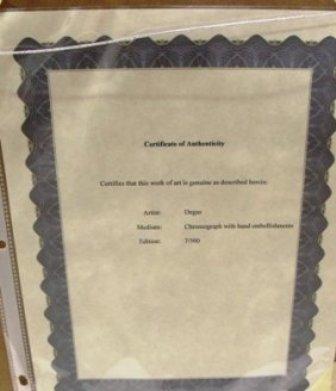 Certificate of Authenticity
Certifies that this work of art is genuine as described herein:
Artist: Degas
Medium: Chromograph with hand embellishments
Edition: 7/500